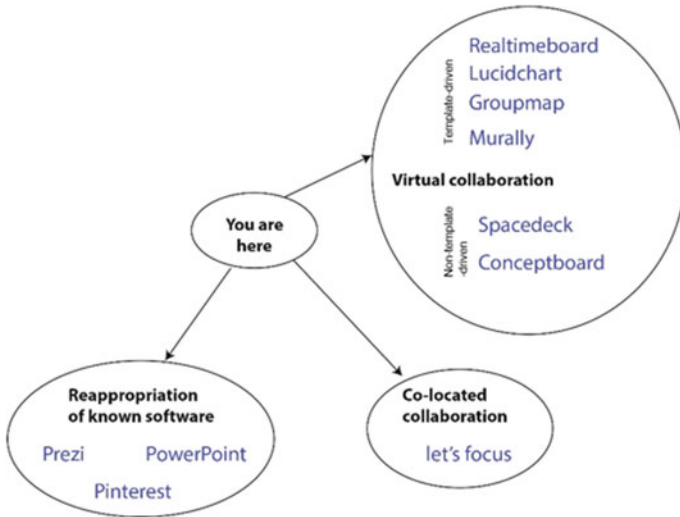 Realtimeboard
Lucidchart
Groupmap
Murally
Template-driven
Virtual collaboration
Spacedeck
Conceptboard
Non-template
-driven
You are
here
Reappropriation
of known software
Prezi PowerPoint
Pinterest
Co-located
collaboration
let's focus